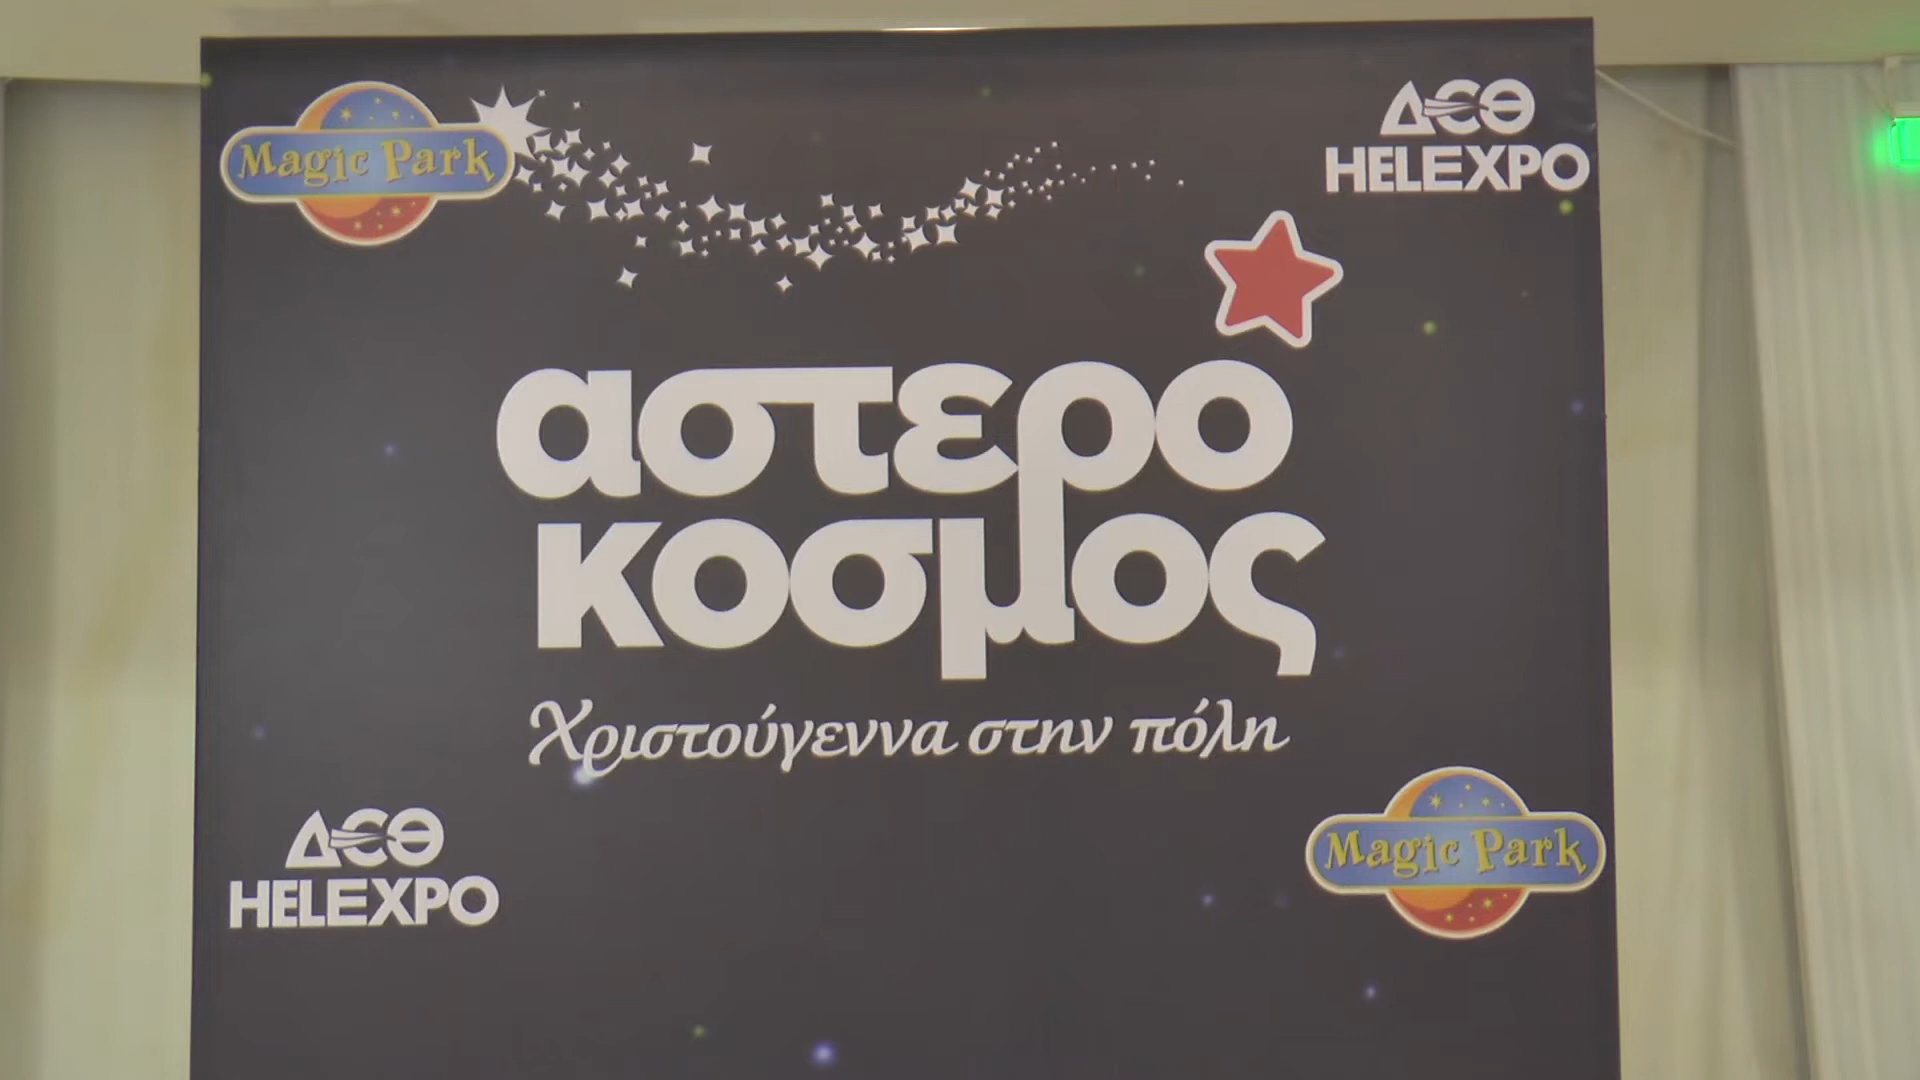 Magic Park
ΔΕΘ
HELEXPO
αστερο
κοσμος
Χριστούγεννα στην πόλη
ΔΕΘ
HELEXPO
Magic Park